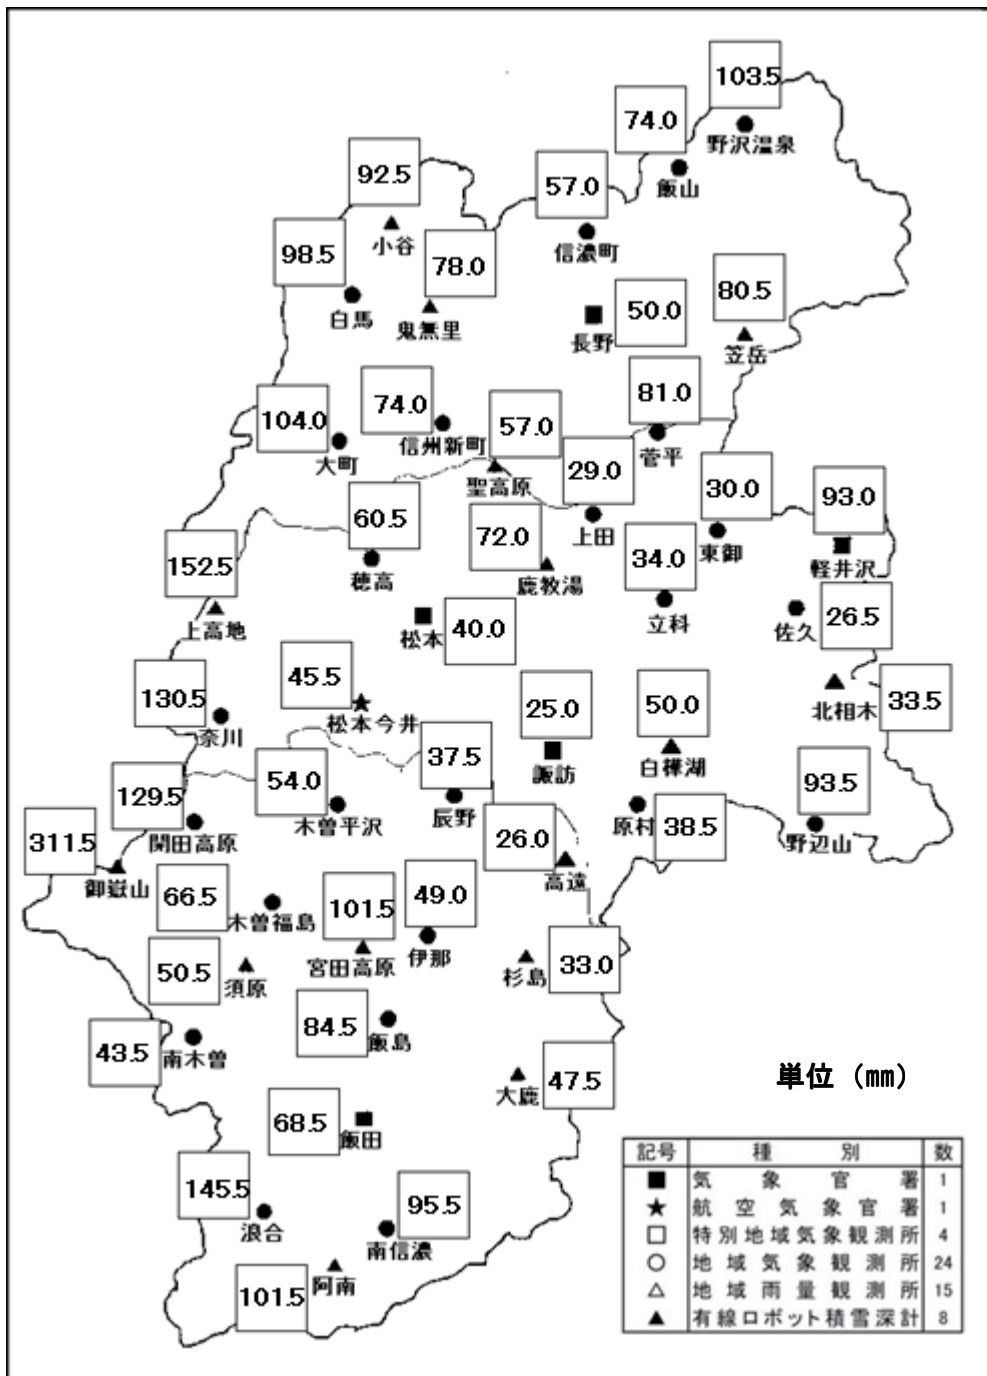 103.5
野沢温泉
74.0
飯山
92.5
小谷
57.0
信濃町
98.5
白馬
78.0
鬼無里
50.0
長野
80.5
笠岳
81.0
菅平
104.0
大町
74.0
信州新町
57.0
聖高原
29.0
上田
30.0
東御
93.0
軽井沢
60.5
穂高
72.0
鹿教湯
34.0
立科
152.5
上高地
40.0
松本
佐久
26.5
45.5
松本今井
130.5
奈川
25.0
諏訪
50.0
白樺湖
北相木
33.5
37.5
辰野
54.0
木曽平沢
129.5
開田高原
93.5
野辺山
原村
38.5
311.5
御嶽山
26.0
高遠
66.5
木曽福島
101.5
宮田高原
49.0
伊那
杉島
33.0
50.5
須原
84.5
飯島
43.5
南木曽
大鹿
47.5
単位（㎜）
68.5
飯田
145.5
浪合
95.5
南信濃
101.5
阿南
記号 種別 数
■ 気象官署 1
★ 航空気象官署 1
□ 特別地域気象観測所 4
○ 地域気象観測所 24
△ 地域雨量観測所 15
▲ 有線ロボット積雪深計 8